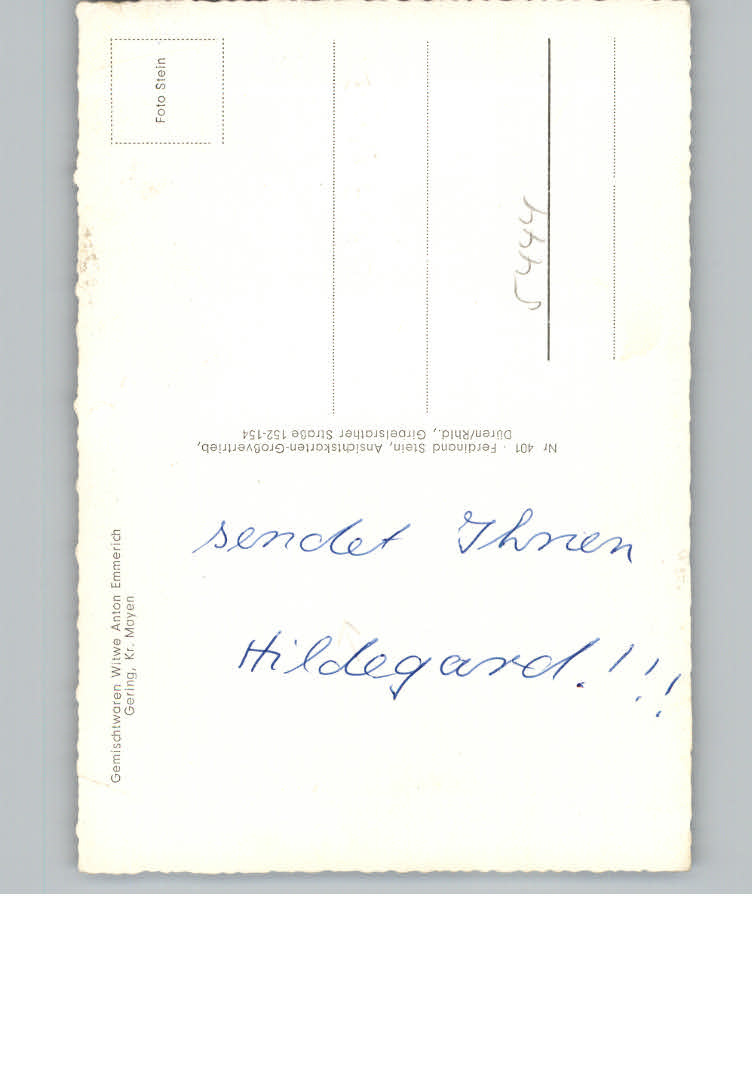 Foto Stein
Nr 401 · Ferdinand Stein, Ansichtskarten-Großvertrieb,
Düren/Rhld., Girbelsrather Straße 152-154
Gemischtwaren Witwe Anton Emmerich
Gering, Kr. Mayen
sendet Ihnen
Hildegard.!!!